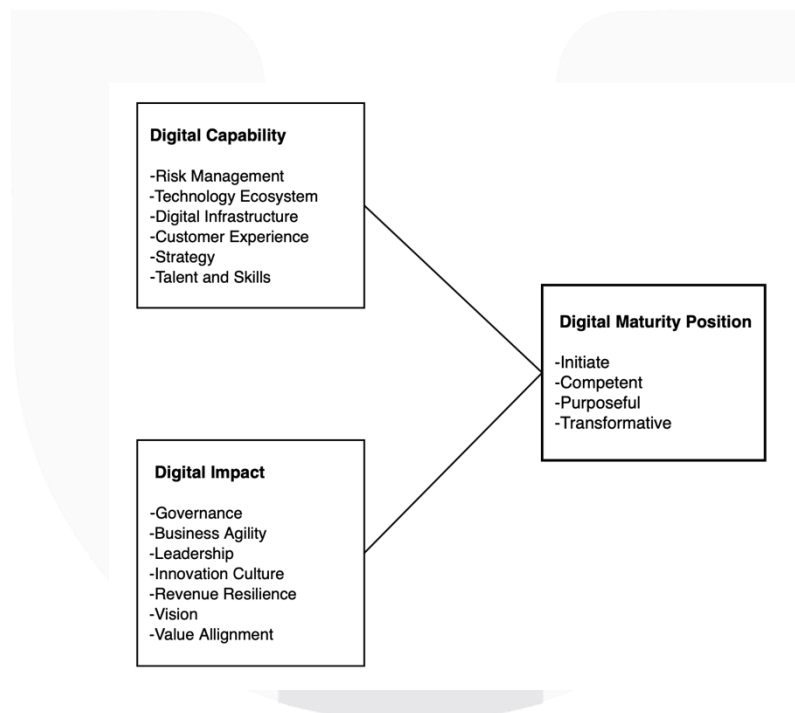 Digital Capability
-Risk Management
-Technology Ecosystem
-Digital Infrastructure
-Customer Experience
-Strategy
-Talent and Skills
Digital Maturity Position
-Initiate
-Competent
-Purposeful
-Transformative
Digital Impact
-Governance
-Business Agility
-Leadership
-Innovation Culture
-Revenue Resilience
-Vision
-Value Allignment